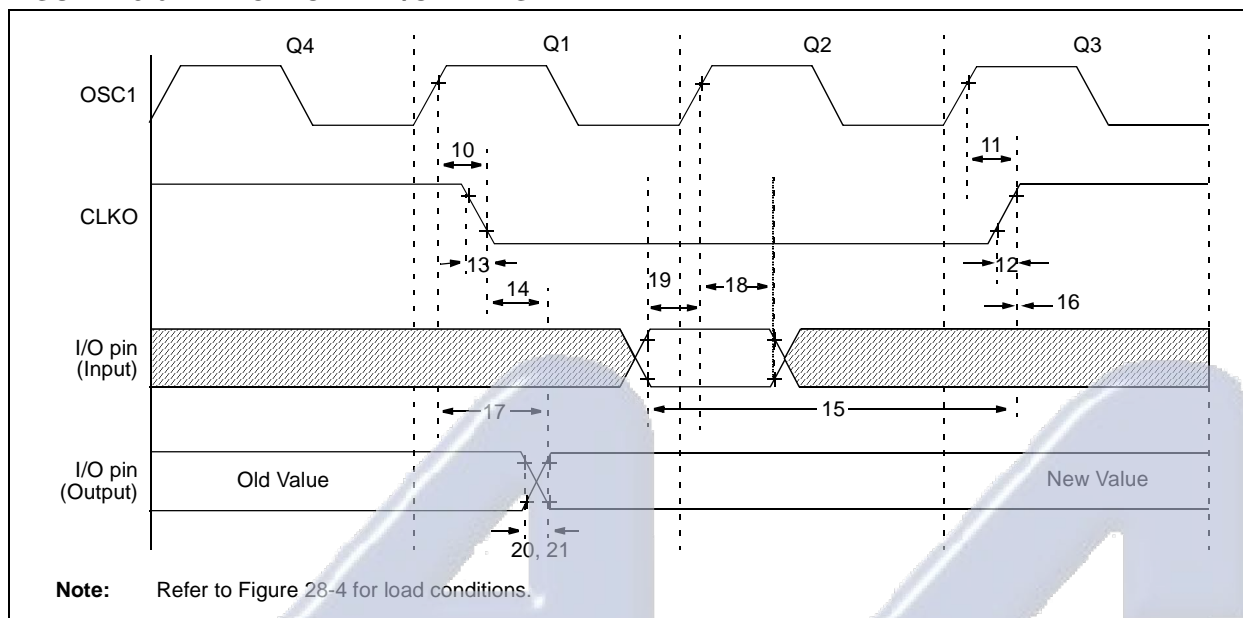 Q4 Q1 Q2 Q3
OSC1
10 11
CLKO
13 12
14 19 18 16
I/O pin
(Input)
17 15
I/O pin
(Output)
Old Value New Value
20, 21
Note: Refer to Figure 28-4 for load conditions.